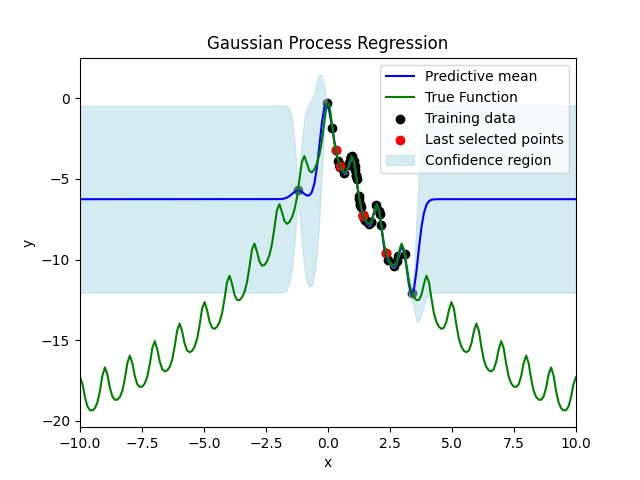 Gaussian Process Regression
Predictive mean
True Function
Training data
Last selected points
Confidence region
y
0
−5
−10
−15
−20
−10.0 −7.5 −5.0 −2.5 0.0 2.5 5.0 7.5 10.0
x